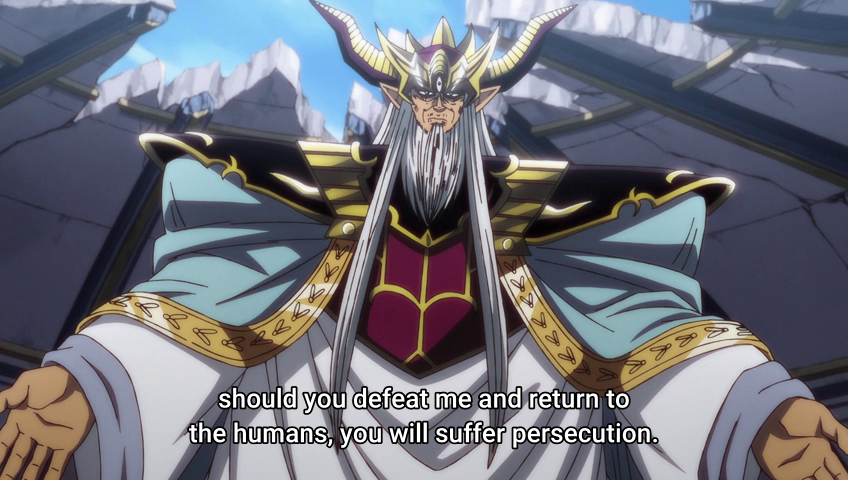 should you defeat me and return to
the humans, you will suffer persecution.